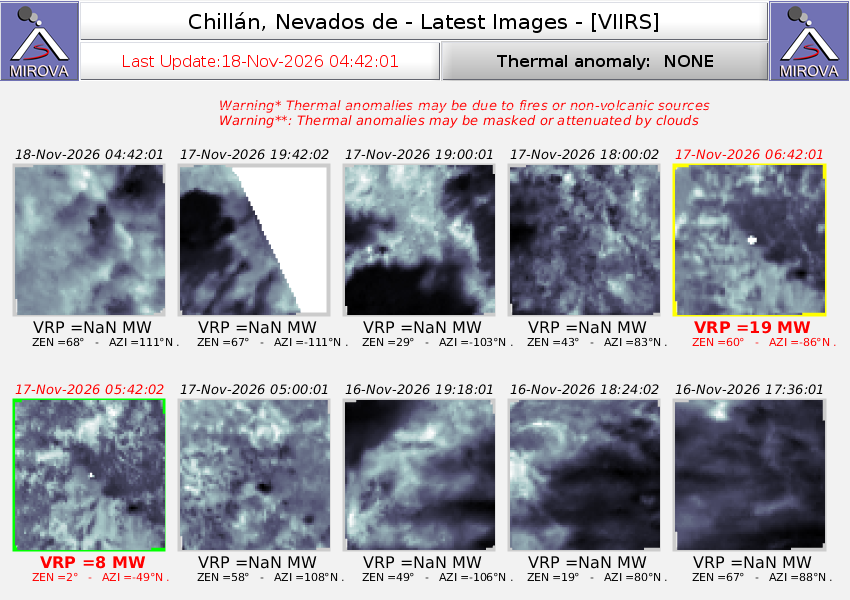 Chillán, Nevados de - Latest Images - [VIIRS]
MIROVA
MIROVA
Last Update:18-Nov-2026 04:42:01
Thermal anomaly: NONE
Warning* Thermal anomalies may be due to fires or non-volcanic sources
Warning**: Thermal anomalies may be masked or attenuated by clouds
18-Nov-2026 04:42:01
17-Nov-2026 19:42:02
17-Nov-2026 19:00:01
17-Nov-2026 18:00:02
17-Nov-2026 06:42:01
VRP =NaN MW
VRP =NaN MW
VRP =NaN MW
VRP =NaN MW
VRP =19 MW
ZEN =68° - AZI =111°N .
ZEN =67° - AZI =-111°N .
ZEN =29° - AZI =-103°N .
ZEN =43° - AZI =83°N .
ZEN =60° - AZI =-86°N .
17-Nov-2026 05:42:02
17-Nov-2026 05:00:01
16-Nov-2026 19:18:01
16-Nov-2026 18:24:02
16-Nov-2026 17:36:01
VRP =8 MW
VRP =NaN MW
VRP =NaN MW
VRP =NaN MW
VRP =NaN MW
ZEN =2° - AZI =-49°N .
ZEN =58° - AZI =108°N .
ZEN =49° - AZI =-106°N .
ZEN =19° - AZI =80°N .
ZEN =67° - AZI =88°N .